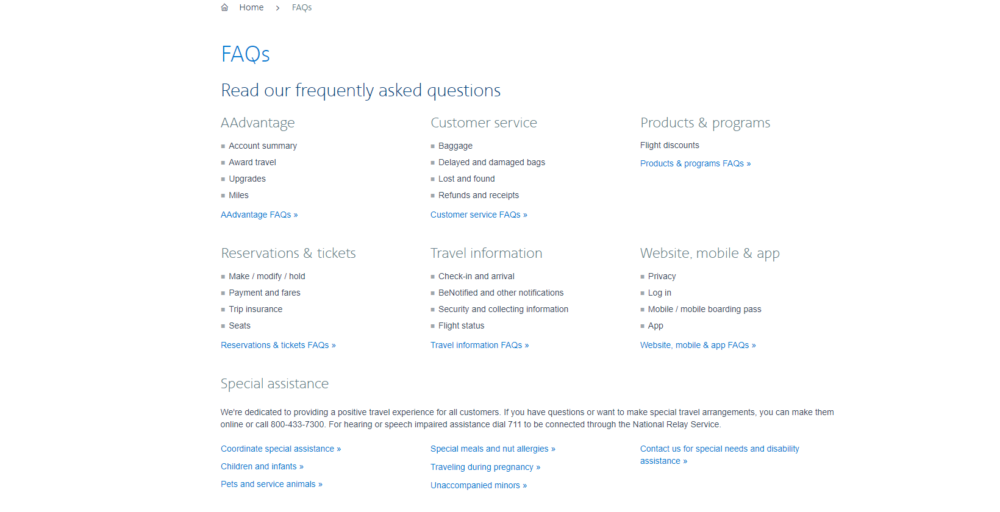 Home > FAQs
FAQs
Read our frequently asked questions
AAdvantage
Account summary
Award travel
Upgrades
Miles
AAdvantage FAQs »
Customer service
Baggage
Delayed and damaged bags
Lost and found
Refunds and receipts
Customer service FAQs »
Products & programs
Flight discounts
Products & programs FAQs »
Reservations & tickets
Make / modify / hold
Payment and fares
Trip insurance
Seats
Reservations & tickets FAQs »
Travel information
Check-in and arrival
BeNotified and other notifications
Security and collecting information
Flight status
Travel information FAQs »
Website, mobile & app
Privacy
Log in
Mobile / mobile boarding pass
App
Website, mobile & app FAQs »
Special assistance
We're dedicated to providing a positive travel experience for all customers. If you have questions or want to make special travel arrangements, you can make them
online or call 800-433-7300. For hearing or speech impaired assistance dial 711 to be connected through the National Relay Service.
Coordinate special assistance »
Children and infants »
Pets and service animals »
Special meals and nut allergies »
Traveling during pregnancy »
Unaccompanied minors »
Contact us for special needs and disability
assistance »